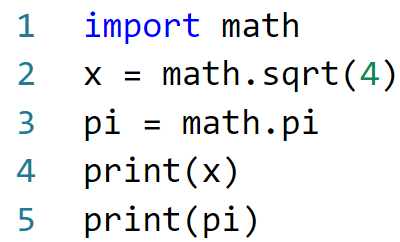 1 import math
2 x = math.sqrt(4)
3 pi = math.pi
4 print(x)
5 print(pi)